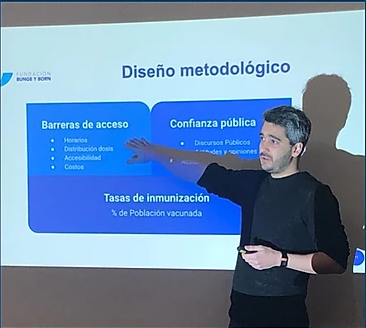 FUNDACIÓN
BUNGE Y BORN
Diseño metodológico
Barreras de acceso
Horarios
Distribución dosis
Accesibilidad
Costos
Confianza pública
Discursos Públicos
y opiniones
Tasas de inmunización
% de Población vacunada